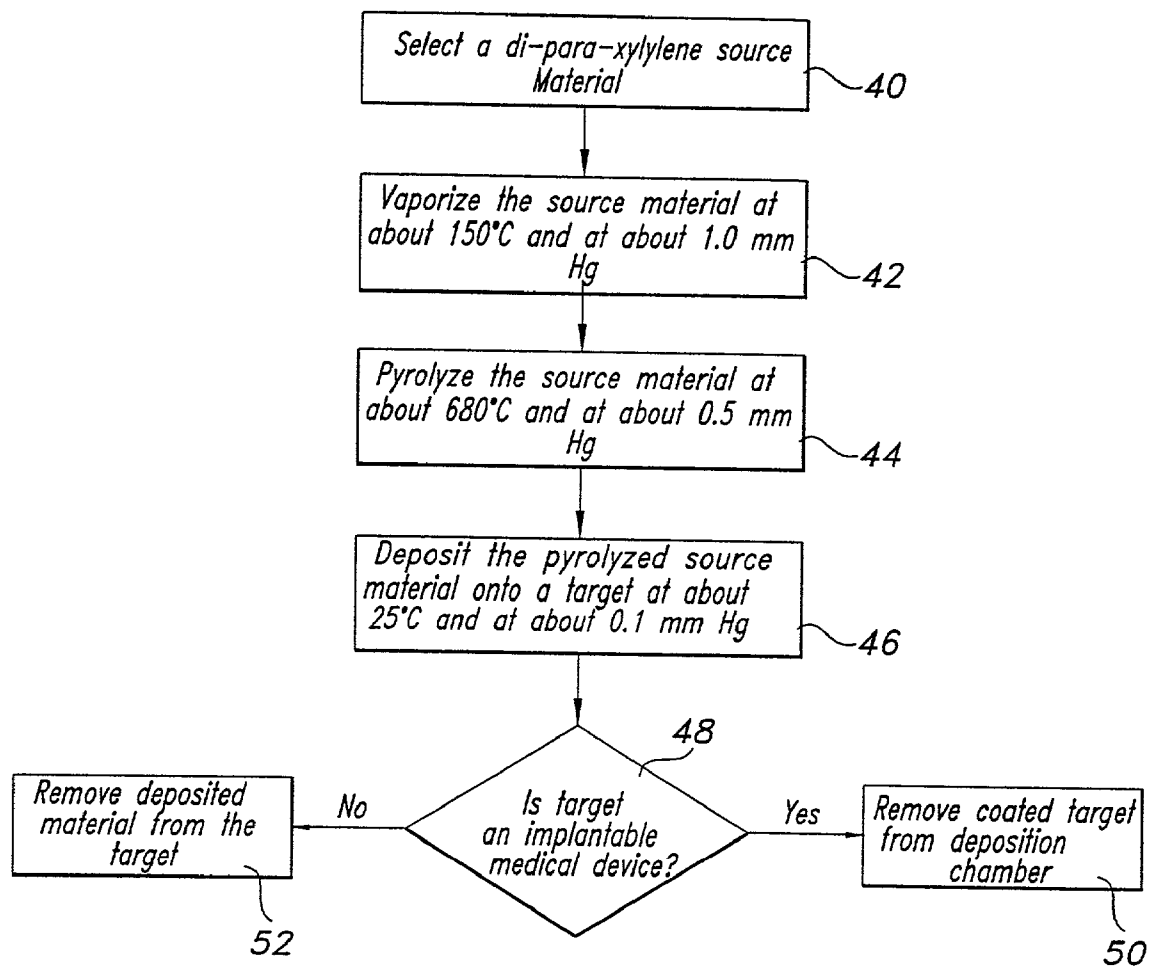 Select a di-para-xylylene source
Material
40
Vaporize the source material at
about 150°C and at about 1.0 mm
Hg
42
Pyrolyze the source material at
about 680°C and at about 0.5 mm
Hg
44
Deposit the pyrolyzed source
material onto a target at about
25°C and at about 0.1 mm Hg
46
48
Is target
an implantable
medical device?
No
Yes
Remove deposited
material from the
target
52
Remove coated target
from deposition
chamber
50